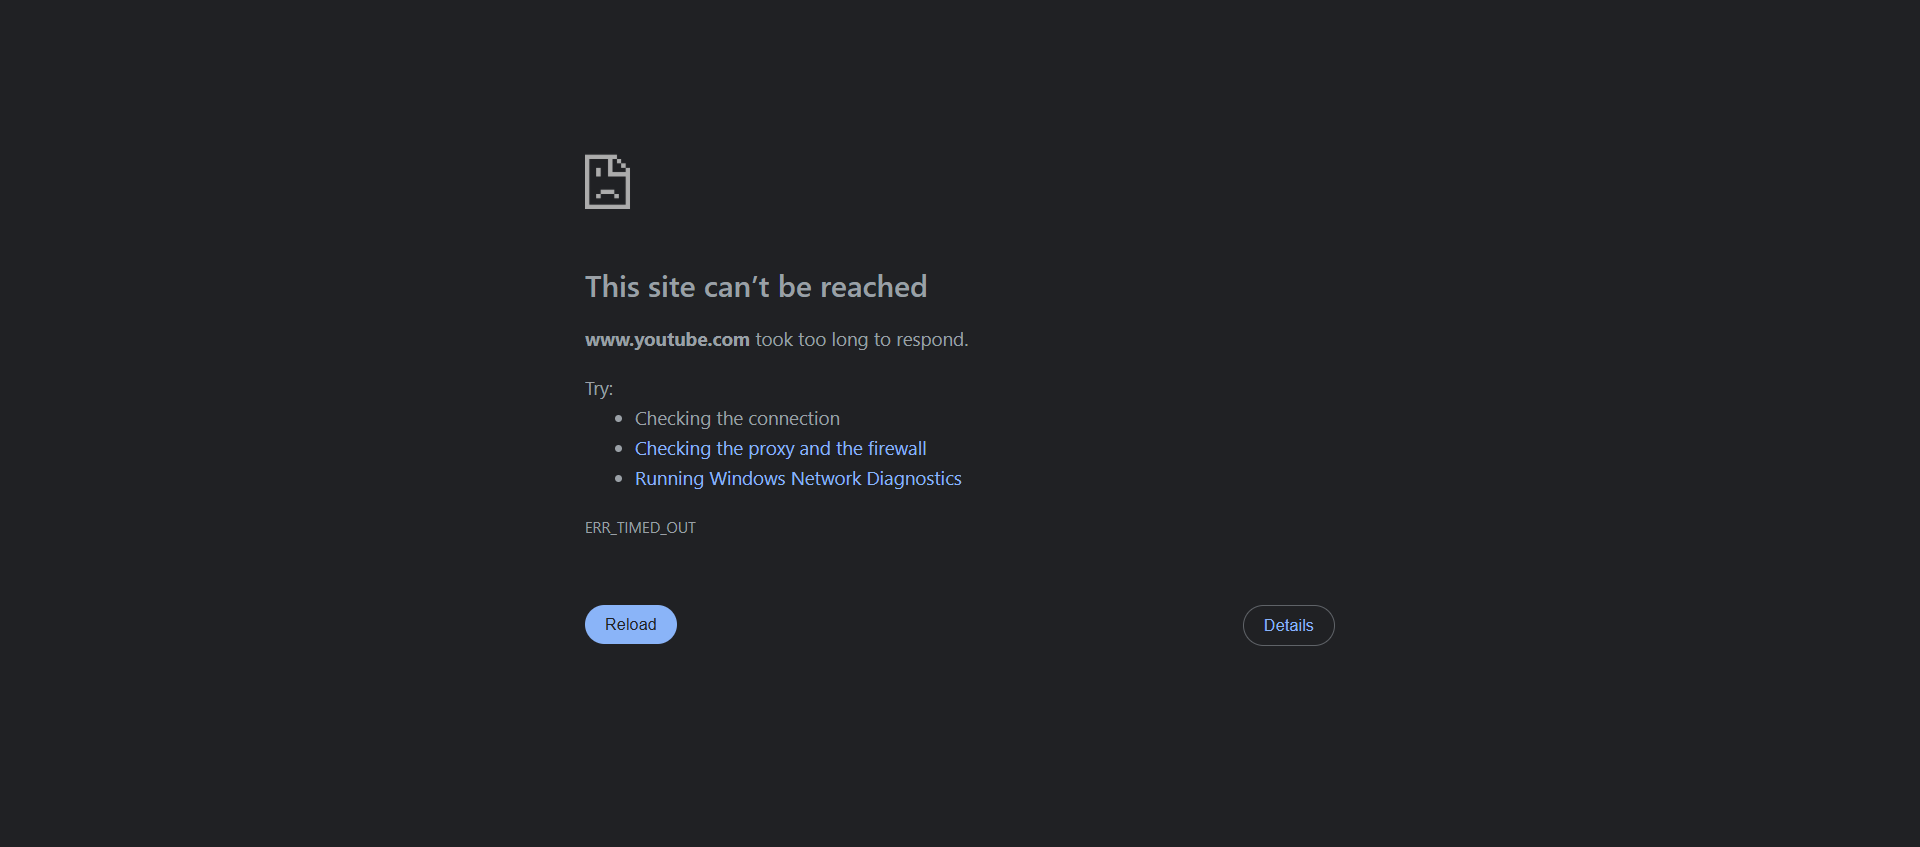 This site can’t be reached
www.youtube.com took too long to respond.
Try:
Checking the connection
Checking the proxy and the firewall
Running Windows Network Diagnostics
ERR_TIMED_OUT
Reload
Details